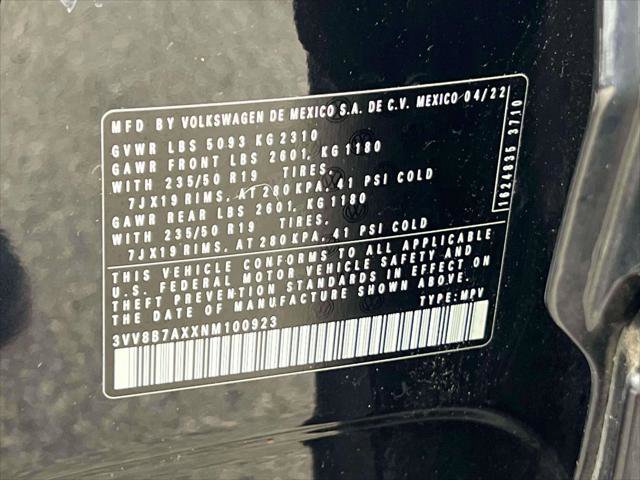 MFD BY VOLKSWAGEN DE MEXICO S.A. DE C.V. MEXICO 04/22
GVWR LBS 5093 KG 2310
GAWR FRONT LBS 2601, KG 1180
WITH 235/50 R19 TIRES.
7JX19 RIMS. AT 280 KPA. 41 PSI COLD
GAWR REAR LBS 2601, KG 1180
WITH 235/50 R19 TIRES.
7JX19 RIMS. AT 280 KPA. 41 PSI COLD
THIS VEHICLE CONFORMS TO ALL APPLICABLE
U.S. FEDERAL MOTOR VEHICLE SAFETY AND
THEFT PREVENTION STANDARDS IN EFFECT ON
THE DATE OF MANUFACTURE SHOWN ABOVE.
3VV8B7AXXNM100923 TYPE: MPV
1624835 3710